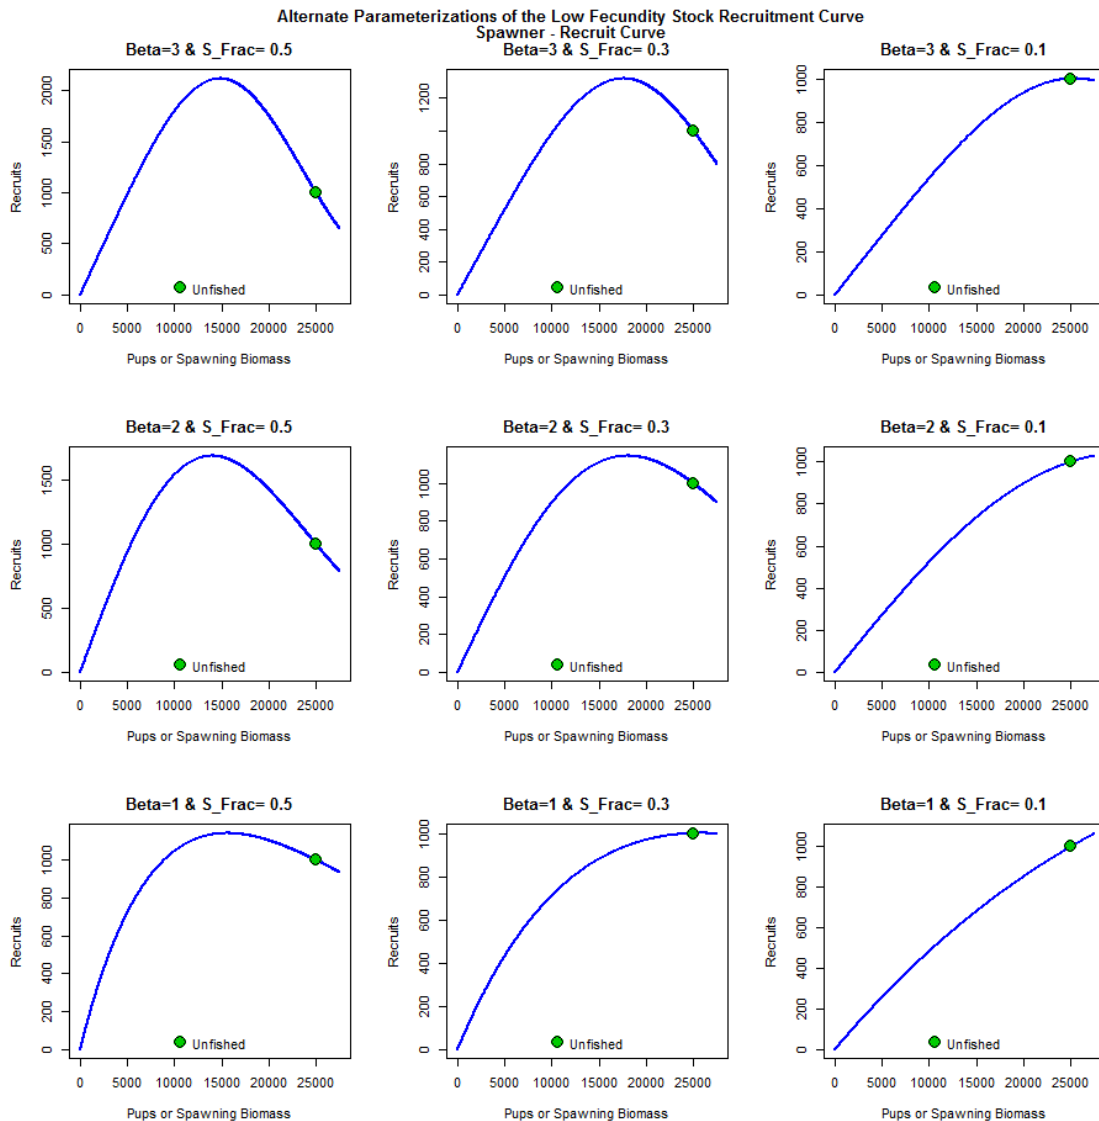 Alternate Parameterizations of the Low Fecundity Stock Recruitment Curve
Spawner - Recruit Curve
Beta=3 & S_Frac= 0.5
Recruits
2000
1500
1000
500
0
Unfished
0 5000 10000 15000 20000 25000
Pups or Spawning Biomass
Beta=3 & S_Frac= 0.3
Recruits
1200
800
600
400
200
0
Unfished
0 5000 10000 15000 20000 25000
Pups or Spawning Biomass
Beta=3 & S_Frac= 0.1
Recruits
1000
800
600
400
200
0
Unfished
0 5000 10000 15000 20000 25000
Pups or Spawning Biomass
Beta=2 & S_Frac= 0.5
Recruits
1500
1000
500
0
Unfished
0 5000 10000 15000 20000 25000
Pups or Spawning Biomass
Beta=2 & S_Frac= 0.3
Recruits
1000
800
600
400
200
0
Unfished
0 5000 10000 15000 20000 25000
Pups or Spawning Biomass
Beta=2 & S_Frac= 0.1
Recruits
1000
800
600
400
200
0
Unfished
0 5000 10000 15000 20000 25000
Pups or Spawning Biomass
Beta=1 & S_Frac= 0.5
Recruits
1000
800
600
400
200
0
Unfished
0 5000 10000 15000 20000 25000
Pups or Spawning Biomass
Beta=1 & S_Frac= 0.3
Recruits
1000
800
600
400
200
0
Unfished
0 5000 10000 15000 20000 25000
Pups or Spawning Biomass
Beta=1 & S_Frac= 0.1
Recruits
1000
800
600
400
200
0
Unfished
0 5000 10000 15000 20000 25000
Pups or Spawning Biomass